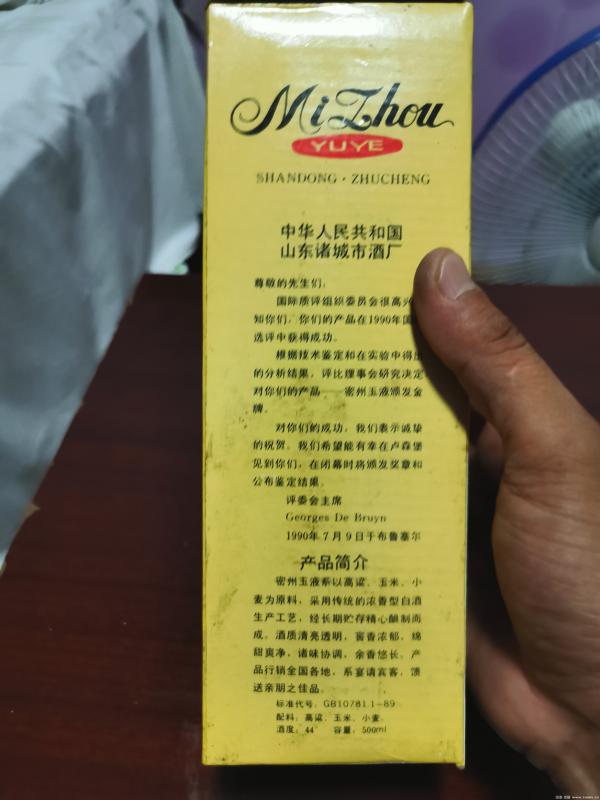 MiZhou
YUYE
SHANDONG · ZHUCHENG
中华人民共和国
山东诸城市酒厂
尊敬的先生们:
国际质评组织委员会很高兴
知你们,你们的产品在1990年国
选评中获得成功。
根据技术鉴定和在实验中得出
的分析结果,评比理事会研究决定
对你们的产品——密州玉液颁发金
牌。
对你们的成功,我们表示诚挚
的祝贺。我们希望能有幸在卢森堡
见到你们,在闭幕时将颁发奖章和
公布鉴定结果。
评委会主席
Georges De Bruyn
1990年7月9日于布鲁塞尔
产品简介
密州玉液系以高粱、玉米、小
麦为原料,采用传统的浓香型白酒
生产工艺,经长期贮存精心酿制而
成。酒质清亮透明,窖香浓郁,绵
甜爽净,诸味协调,余香悠长。产
品行销全国各地,系宴请宾客,馈
送亲朋之佳品。
标准代号:GB10781.1-89
配料:高粱、玉米、小麦。
酒度:44° 容量:500ml